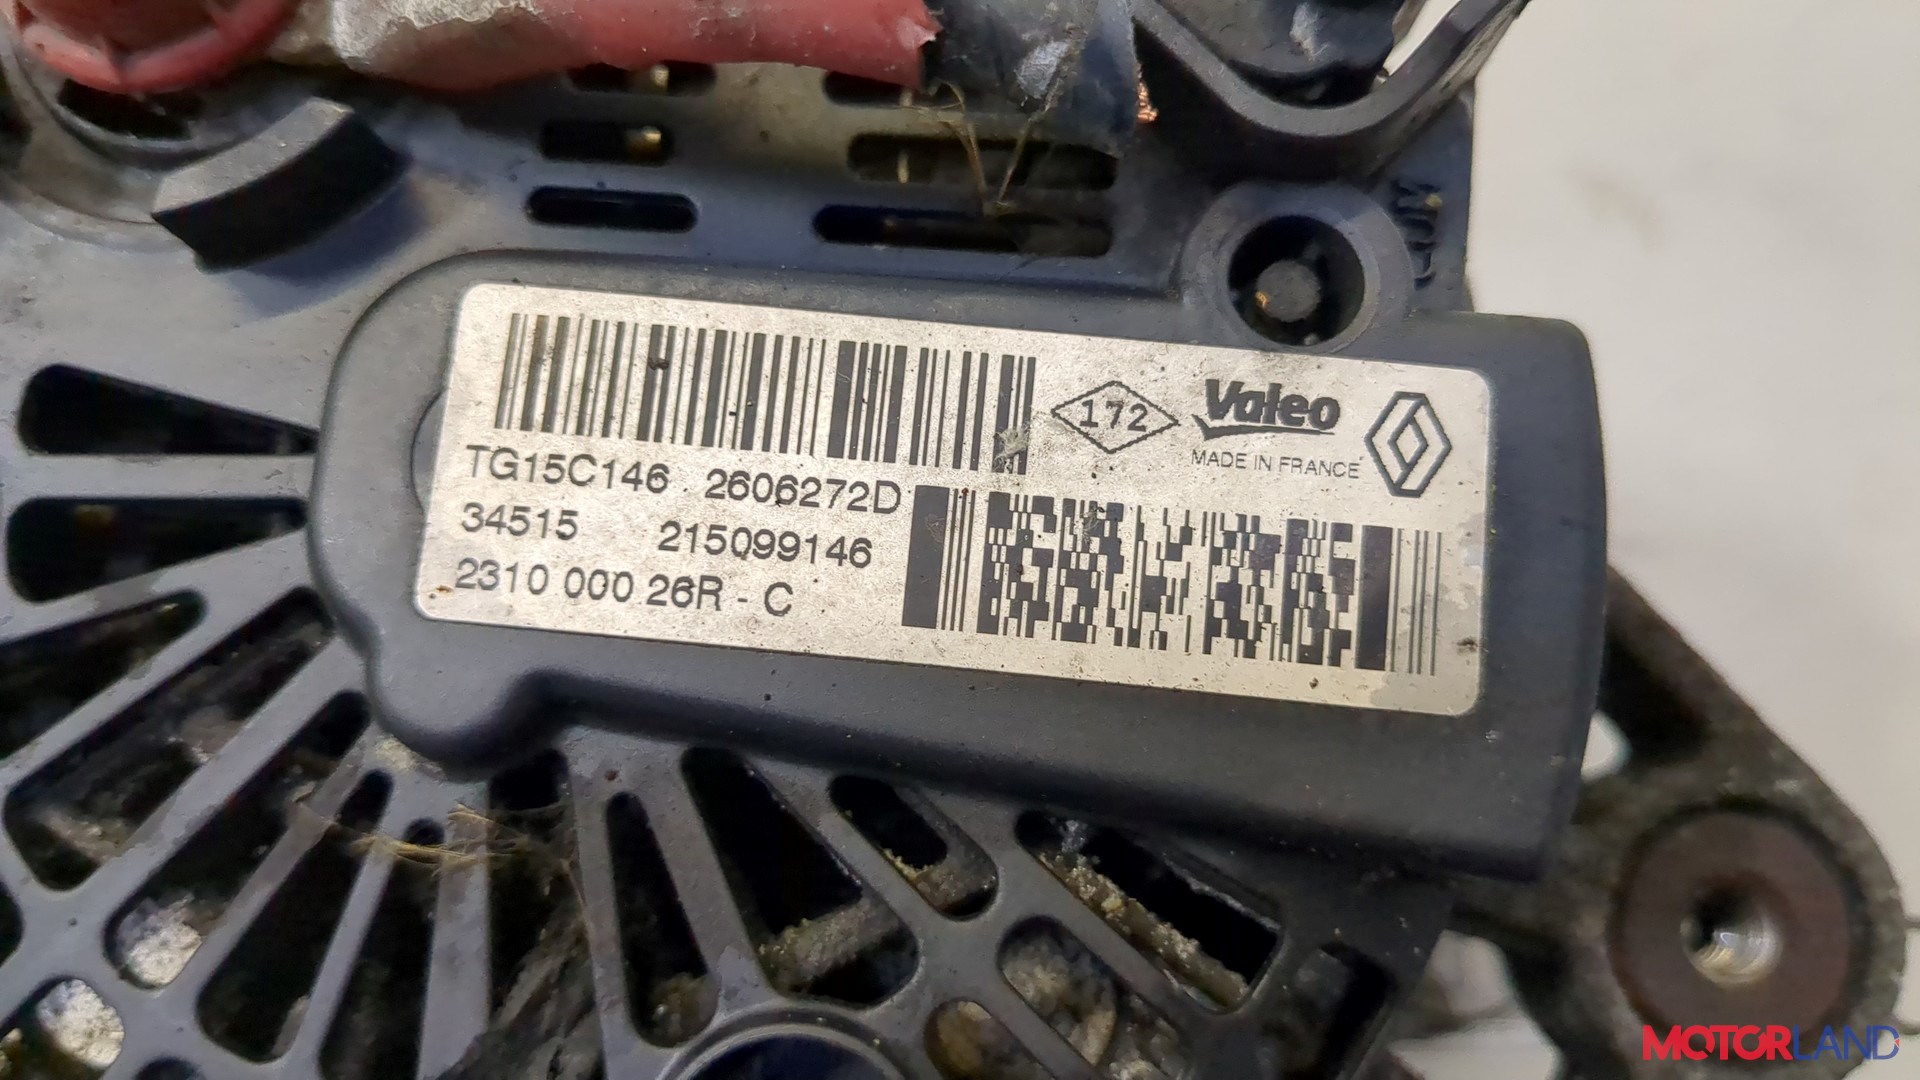 172
Valeo
MADE IN FRANCE
TG15C146 2606272D
34515 215099146
2310 000 26R - C
MOTORLAND